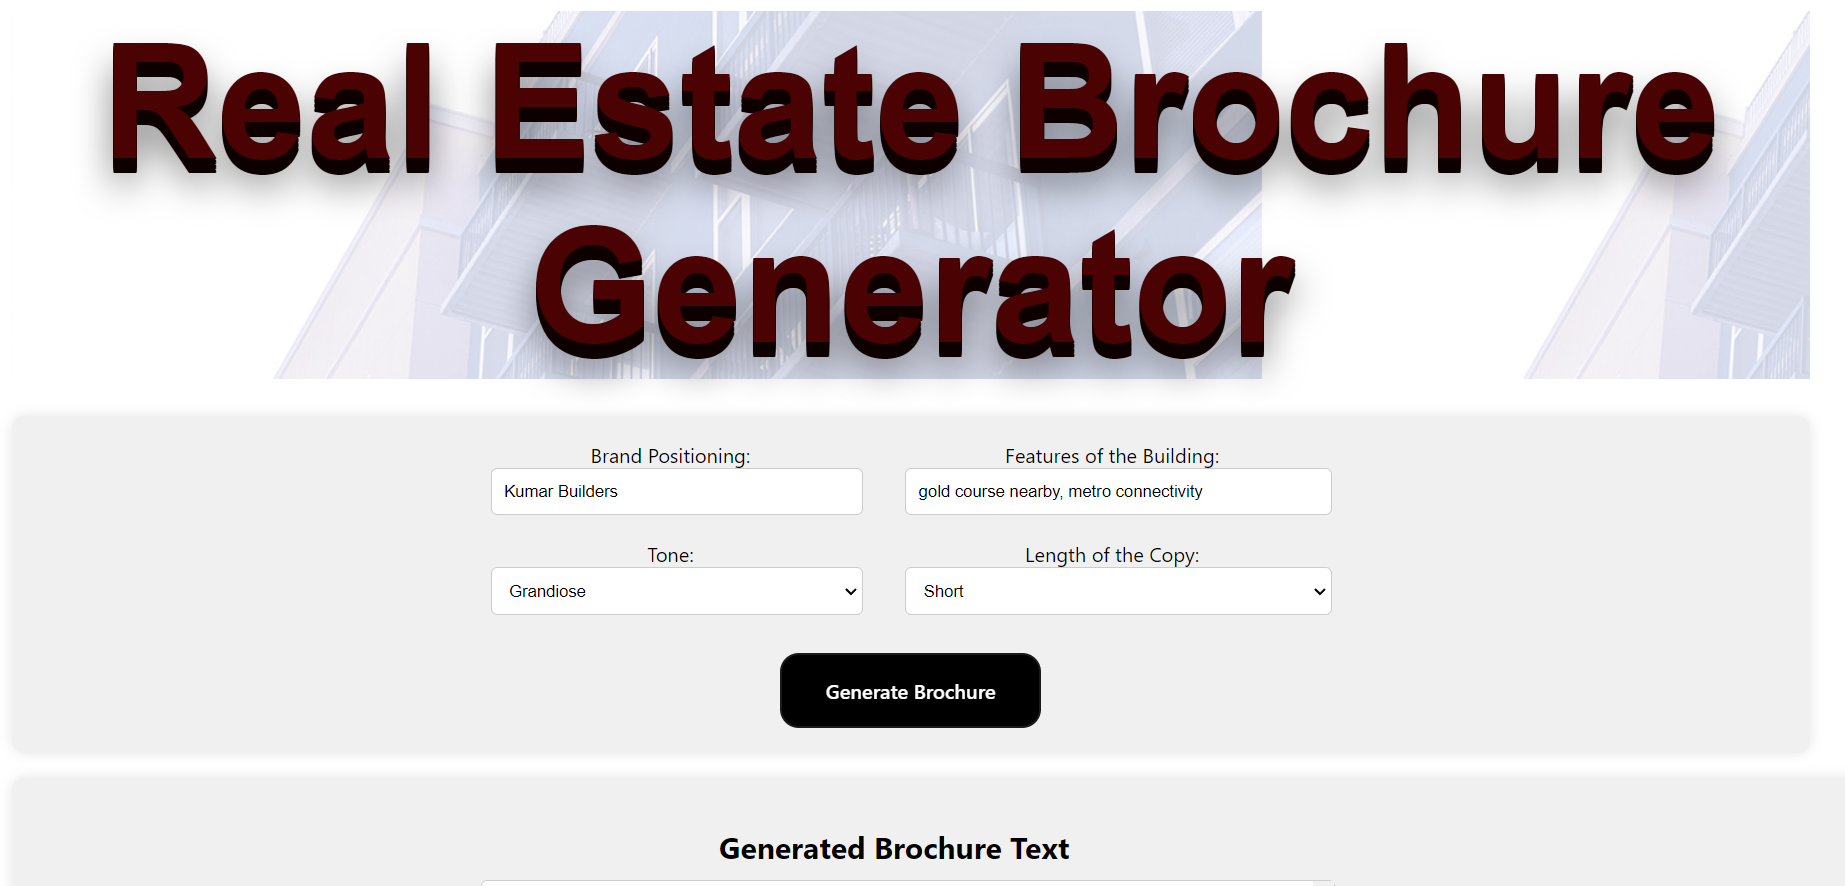 Real Estate Brochure
Generator
Brand Positioning:
Features of the Building:
Kumar Builders
gold course nearby, metro connectivity
Tone:
Length of the Copy:
Grandiose
Short
Generate Brochure
Generated Brochure Text